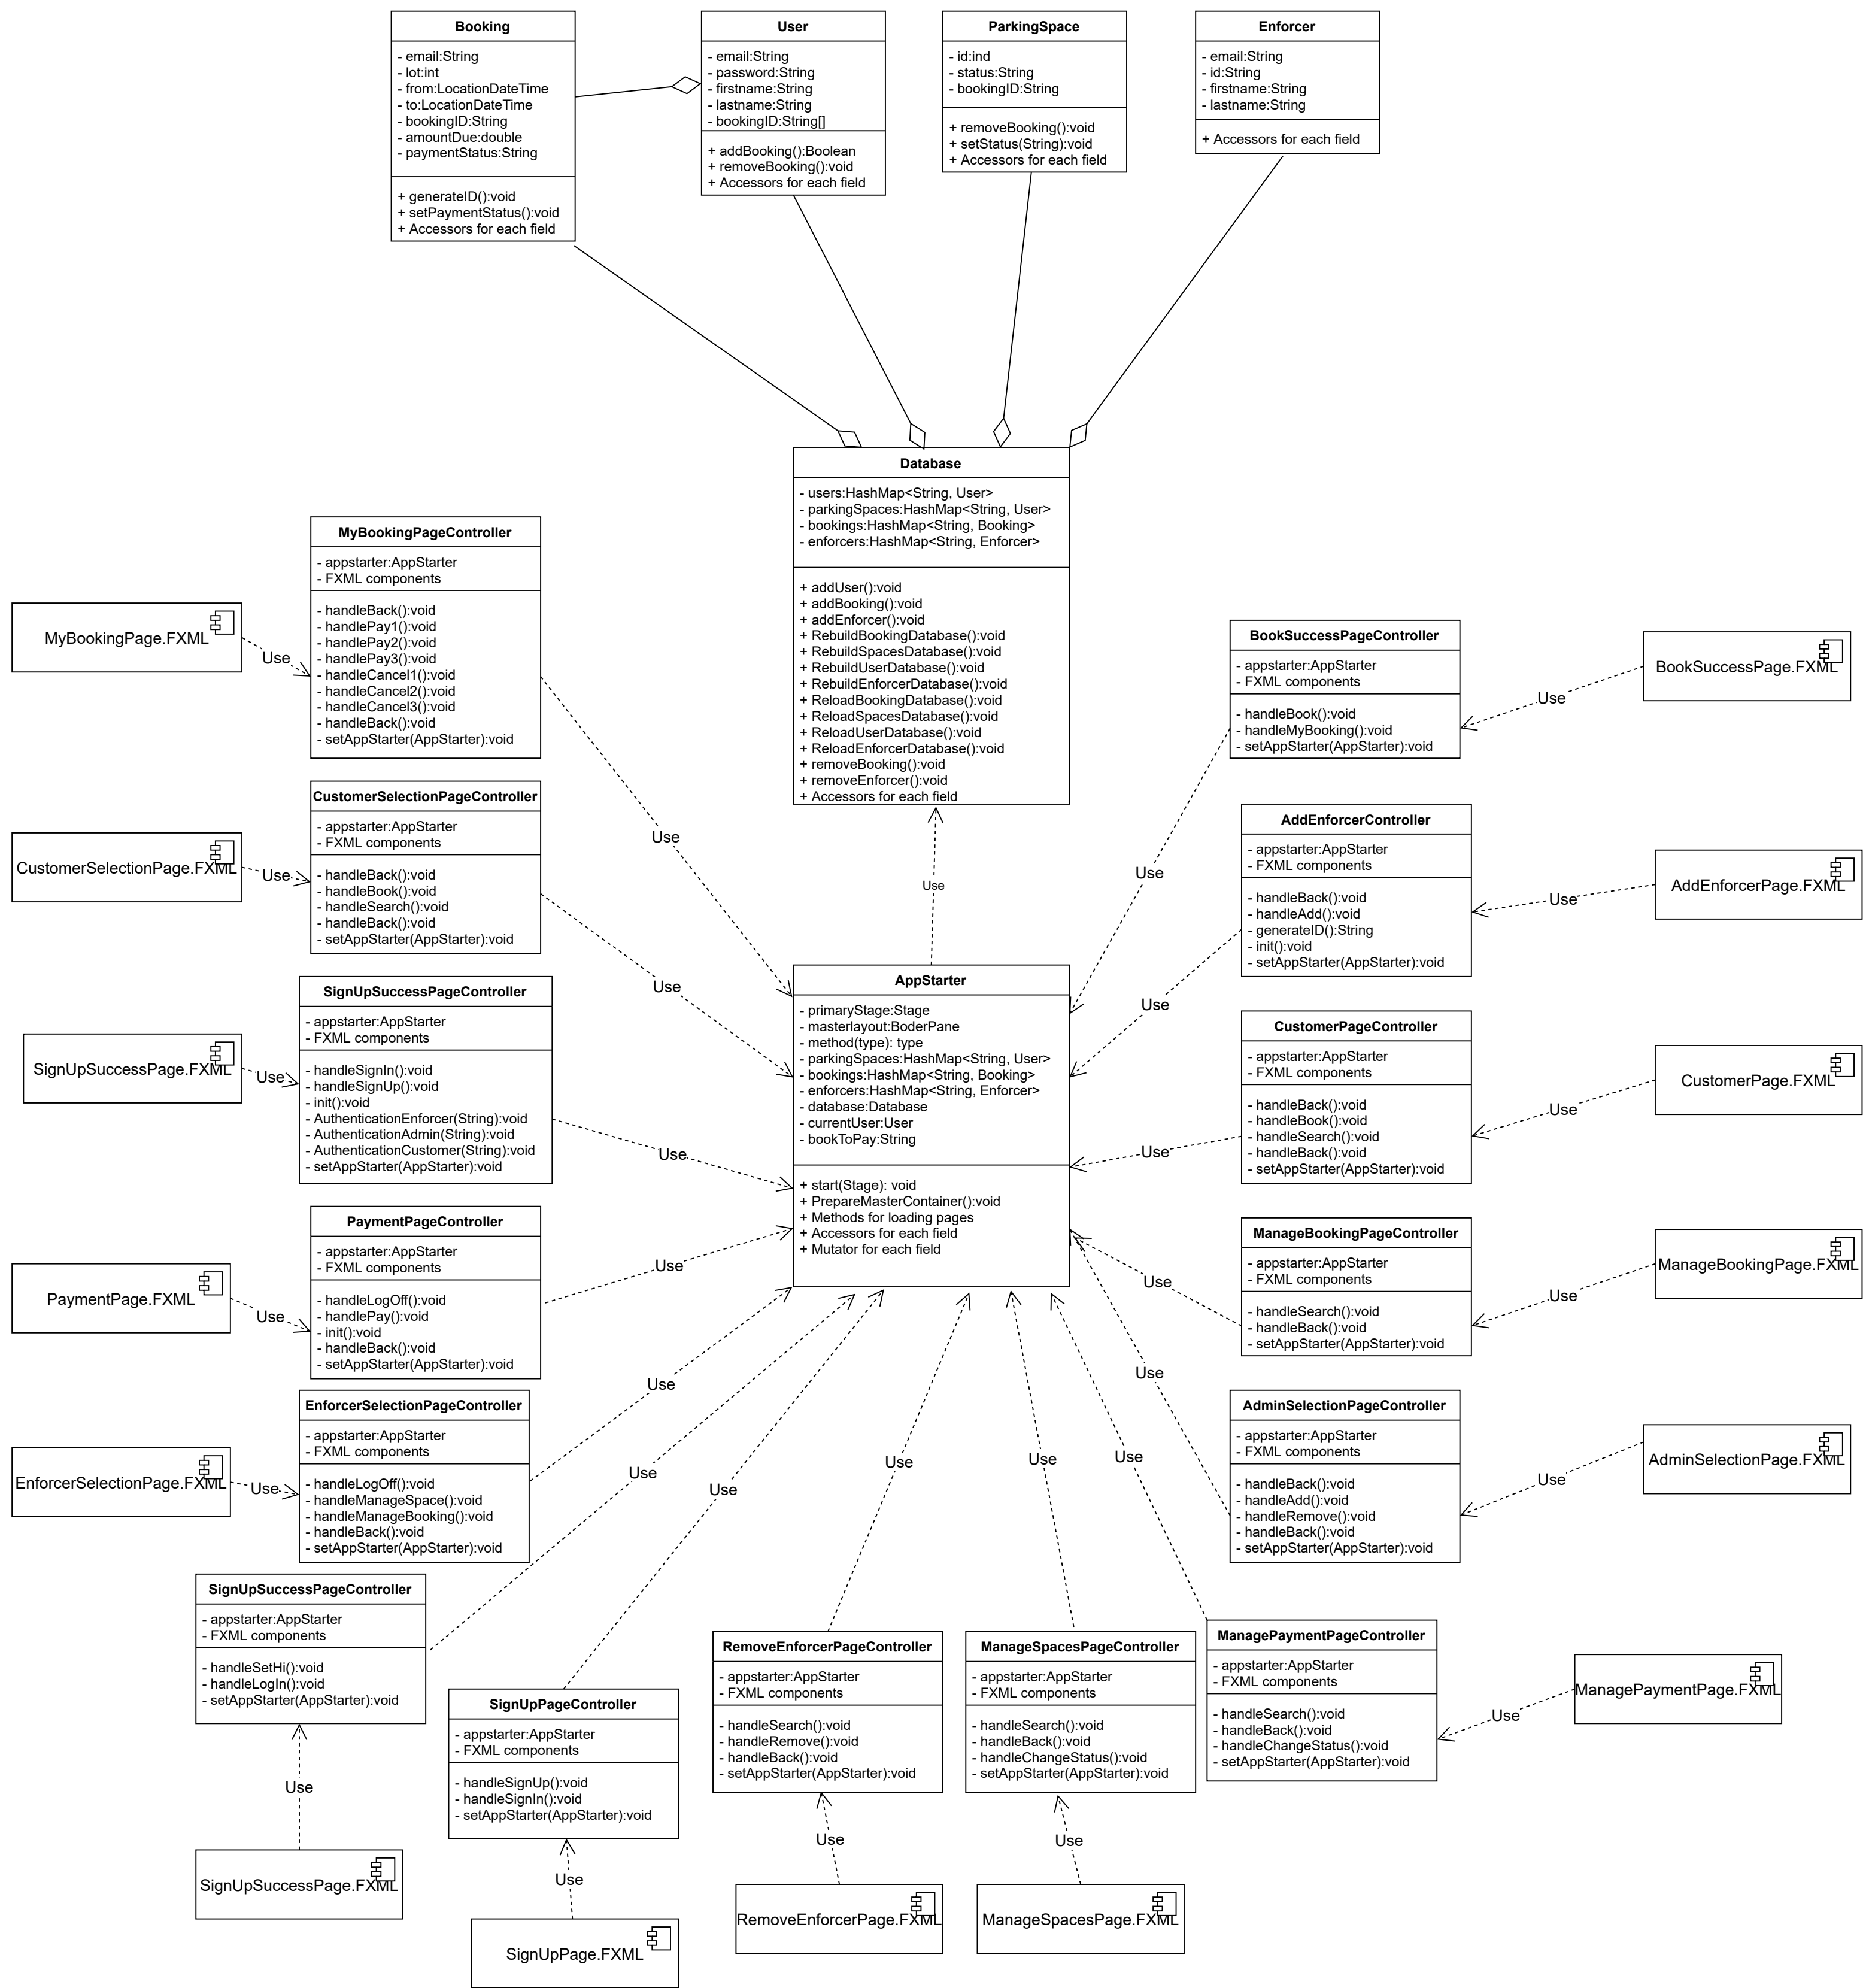 Booking
- email:String
- lot:int
- from:LocationDateTime
- to:LocationDateTime
- bookingID:String
- amountDue:double
- paymentStatus:String
+ generateID():void
+ setPaymentStatus():void
+ Accessors for each field
User
- email:String
- password:String
- firstname:String
- lastname:String
- bookingID:String[]
+ addBooking():Boolean
+ removeBooking():void
+ Accessors for each field
ParkingSpace
- id:ind
- status:String
- bookingID:String
+ removeBooking():void
+ setStatus(String):void
+ Accessors for each field
Enforcer
- email:String
- id:String
- firstname:String
- lastname:String
+ Accessors for each field
Database
- users:HashMap<String, User>
- parkingSpaces:HashMap<String, User>
- bookings:HashMap<String, Booking>
- enforcers:HashMap<String, Enforcer>
+ addUser():void
+ addBooking():void
+ addEnforcer():void
+ RebuildBookingDatabase():void
+ RebuildSpacesDatabase():void
+ RebuildUserDatabase():void
+ RebuildEnforcerDatabase():void
+ ReloadBookingDatabase():void
+ ReloadSpacesDatabase():void
+ ReloadUserDatabase():void
+ ReloadEnforcerDatabase():void
+ removeBooking():void
+ removeEnforcer():void
+ Accessors for each field
Use
MyBookingPage.FXML
Use
MyBookingPageController
- appstarter:AppStarter
- FXML components
- handleBack():void
- handlePay1():void
- handlePay2():void
- handlePay3():void
- handleCancel1():void
- handleCancel2():void
- handleCancel3():void
- handleBack():void
- setAppStarter(AppStarter):void
Use
CustomerSelectionPage.FXML
Use
CustomerSelectionPageController
- appstarter:AppStarter
- FXML components
- handleBack():void
- handleBook():void
- handleSearch():void
- handleBack():void
- setAppStarter(AppStarter):void
Use
SignUpSuccessPage.FXML
Use
SignUpSuccessPageController
- appstarter:AppStarter
- FXML components
- handleSignIn():void
- handleSignUp():void
- init():void
- AuthenticationEnforcer(String):void
- AuthenticationAdmin(String):void
- AuthenticationCustomer(String):void
- setAppStarter(AppStarter):void
Use
PaymentPage.FXML
Use
PaymentPageController
- appstarter:AppStarter
- FXML components
- handleLogOff():void
- handlePay():void
- init():void
- handleBack():void
- setAppStarter(AppStarter):void
Use
EnforcerSelectionPage.FXML
Use
EnforcerSelectionPageController
- appstarter:AppStarter
- FXML components
- handleLogOff():void
- handleManageSpace():void
- handleManageBooking():void
- handleBack():void
- setAppStarter(AppStarter):void
Use
AppStarter
- primaryStage:Stage
- masterlayout:BoderPane
- method(type): type
- parkingSpaces:HashMap<String, User>
- bookings:HashMap<String, Booking>
- enforcers:HashMap<String, Enforcer>
- database:Database
- currentUser:User
- bookToPay:String
+ start(Stage): void
+ PrepareMasterContainer():void
+ Methods for loading pages
+ Accessors for each field
+ Mutator for each field
BookSuccessPageController
- appstarter:AppStarter
- FXML components
- handleBook():void
- handleMyBooking():void
- setAppStarter(AppStarter):void
Use
BookSuccessPage.FXML
Use
AddEnforcerController
- appstarter:AppStarter
- FXML components
- handleBack():void
- handleAdd():void
- generateID():String
- init():void
- setAppStarter(AppStarter):void
Use
AddEnforcerPage.FXML
Use
CustomerPageController
- appstarter:AppStarter
- FXML components
- handleBack():void
- handleBook():void
- handleSearch():void
- handleBack():void
- setAppStarter(AppStarter):void
Use
CustomerPage.FXML
Use
ManageBookingPageController
- appstarter:AppStarter
- FXML components
- handleSearch():void
- handleBack():void
- setAppStarter(AppStarter):void
Use
ManageBookingPage.FXML
Use
AdminSelectionPageController
- appstarter:AppStarter
- FXML components
- handleBack():void
- handleAdd():void
- handleRemove():void
- handleBack():void
- setAppStarter(AppStarter):void
Use
AdminSelectionPage.FXML
Use
SignUpSuccessPageController
- appstarter:AppStarter
- FXML components
- handleSetHi():void
- handleLogIn():void
- setAppStarter(AppStarter):void
Use
Use
SignUpSuccessPage.FXML
SignUpPageController
- appstarter:AppStarter
- FXML components
- handleSignUp():void
- handleSignIn():void
- setAppStarter(AppStarter):void
Use
Use
SignUpPage.FXML
RemoveEnforcerPageController
- appstarter:AppStarter
- FXML components
- handleSearch():void
- handleRemove():void
- handleBack():void
- setAppStarter(AppStarter):void
Use
Use
RemoveEnforcerPage.FXML
ManageSpacesPageController
- appstarter:AppStarter
- FXML components
- handleSearch():void
- handleBack():void
- handleChangeStatus():void
- setAppStarter(AppStarter):void
Use
Use
ManageSpacesPage.FXML
ManagePaymentPageController
- appstarter:AppStarter
- FXML components
- handleSearch():void
- handleBack():void
- handleChangeStatus():void
- setAppStarter(AppStarter):void
Use
Use
ManagePaymentPage.FXML